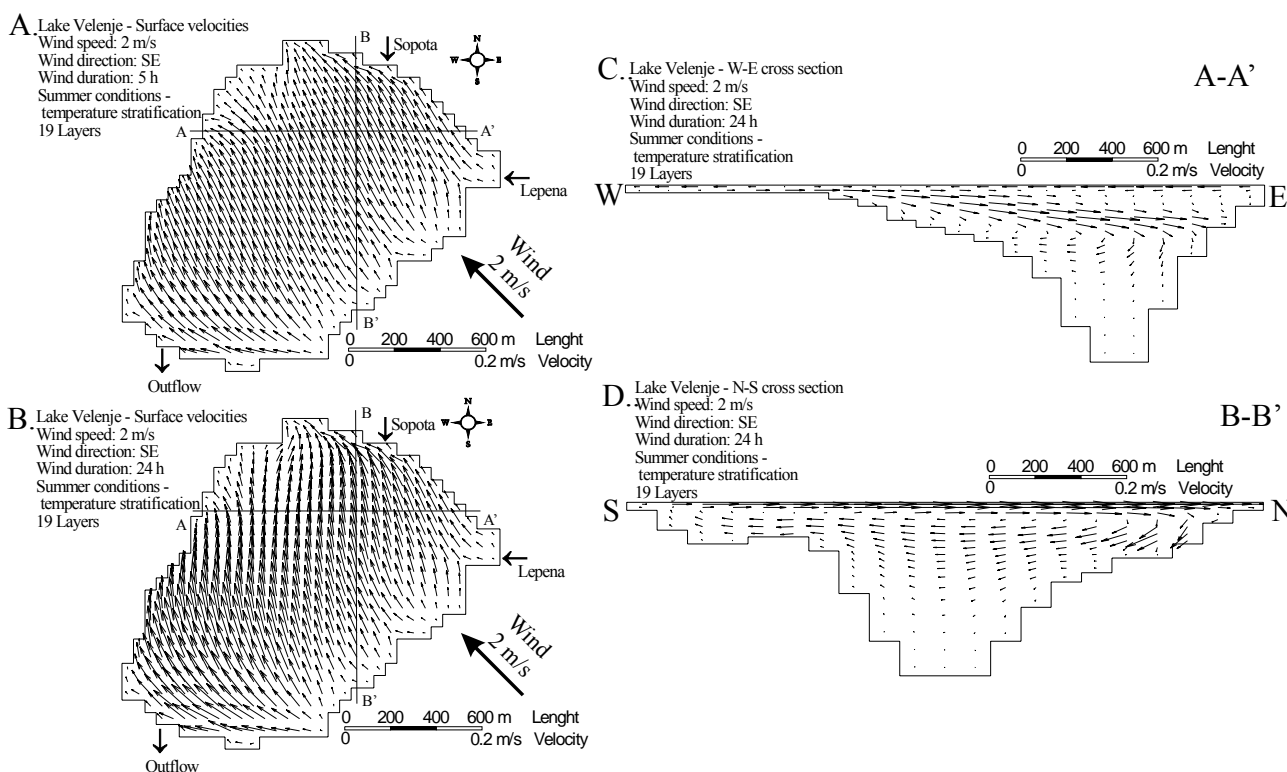 A.
Lake Velenje - Surface velocities
Wind speed: 2 m/s
Wind direction: SE
Wind duration: 5 h
Summer conditions -
temperature stratification
19 Layers
B
Sopota
N
W
E
S
A
A'
Lepena
Wind
2 m/s
B'
0 200 400 600 m Lenght
0 0.2 m/s Velocity
Outflow
B.
Lake Velenje - Surface velocities
Wind speed: 2 m/s
Wind direction: SE
Wind duration: 24 h
Summer conditions -
temperature stratification
19 Layers
B
Sopota
N
W
E
S
A
A'
Lepena
Wind
2 m/s
B'
0 200 400 600 m Lenght
0 0.2 m/s Velocity
Outflow
C.
Lake Velenje - W-E cross section
Wind speed: 2 m/s
Wind direction: SE
Wind duration: 24 h
Summer conditions -
temperature stratification
19 Layers
A-A'
0 200 400 600 m Lenght
0 0.2 m/s Velocity
W
E
D.
Lake Velenje - N-S cross section
Wind speed: 2 m/s
Wind direction: SE
Wind duration: 24 h
Summer conditions -
temperature stratification
19 Layers
B-B'
0 200 400 600 m Lenght
0 0.2 m/s Velocity
S
N